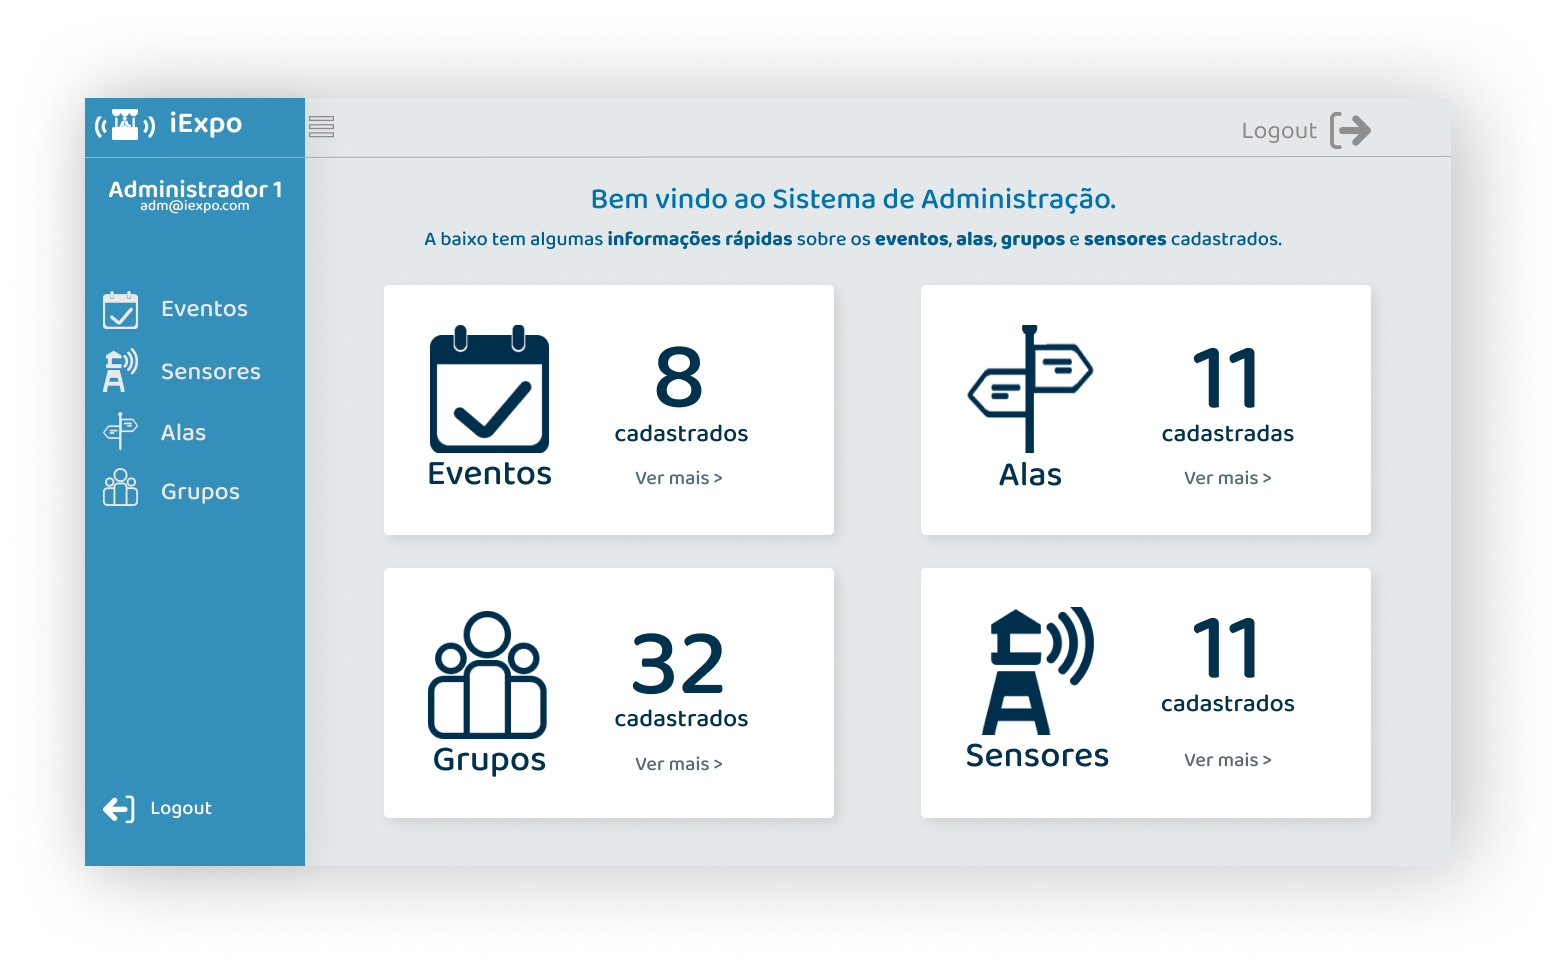 iExpo
Logout
Administrador 1
adm@iexpo.com
Eventos
Sensores
Alas
Grupos
Logout
Bem vindo ao Sistema de Administração.
A baixo tem algumas informações rápidas sobre os eventos, alas, grupos e sensores cadastrados.
Eventos
8
cadastrados
Ver mais >
Alas
11
cadastradas
Ver mais >
Grupos
32
cadastrados
Ver mais >
Sensores
11
cadastrados
Ver mais >